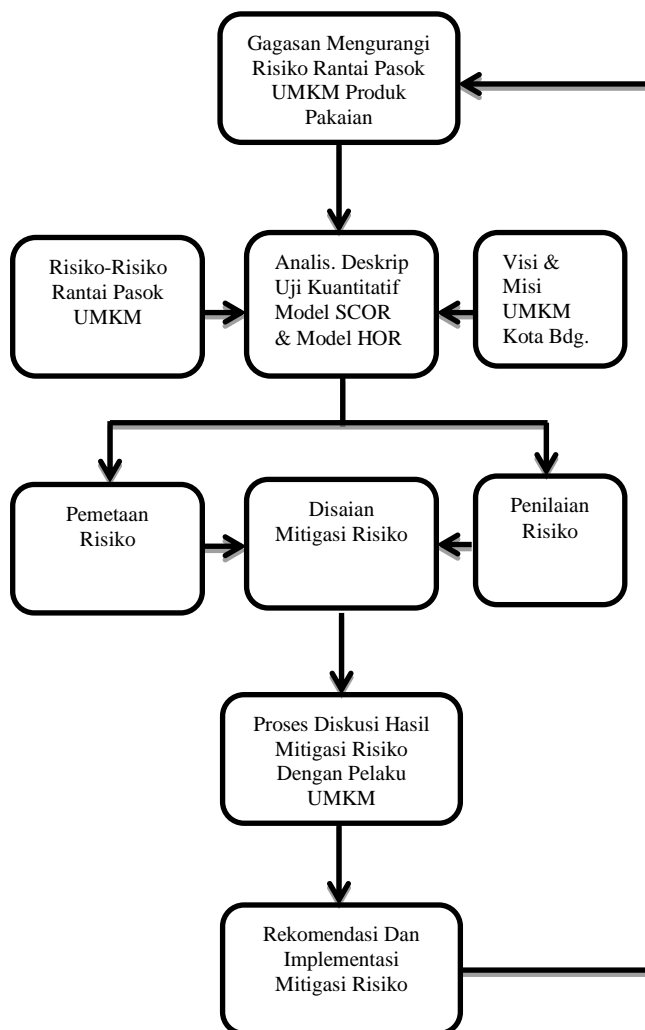 Gagasan Mengurangi
Risiko Rantai Pasok
UMKM Produk
Pakaian
Risiko-Risiko
Rantai Pasok
UMKM
Analis. Deskrip
Uji Kuantitatif
Model SCOR
& Model HOR
Visi &
Misi
UMKM
Kota Bdg.
Pemetaan
Risiko
Disaian
Mitigasi Risiko
Penilaian
Risiko
Proses Diskusi Hasil
Mitigasi Risiko
Dengan Pelaku
UMKM
Rekomendasi Dan
Implementasi
Mitigasi Risiko